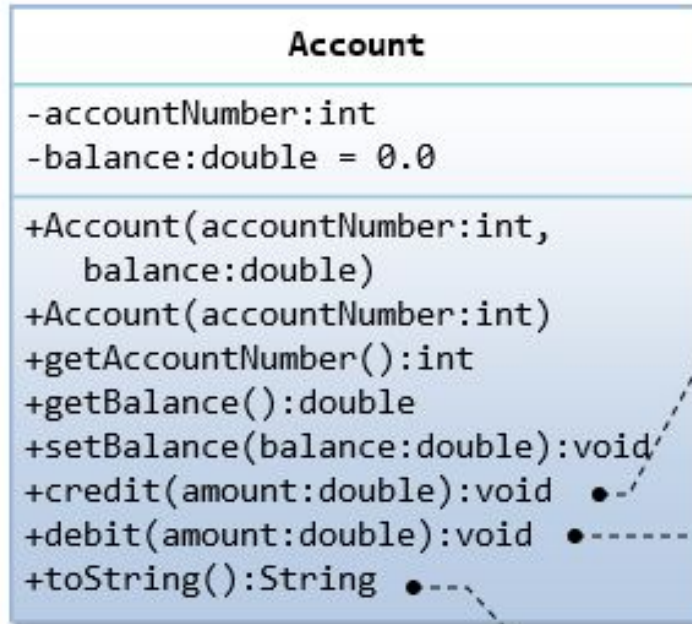 Account
-accountNumber:int
-balance:double = 0.0
+Account(accountNumber:int,
balance:double)
+Account(accountNumber:int)
+getAccountNumber():int
+getBalance():double
+setBalance(balance:double):void
+credit(amount:double):void
+debit(amount:double):void
+toString():String